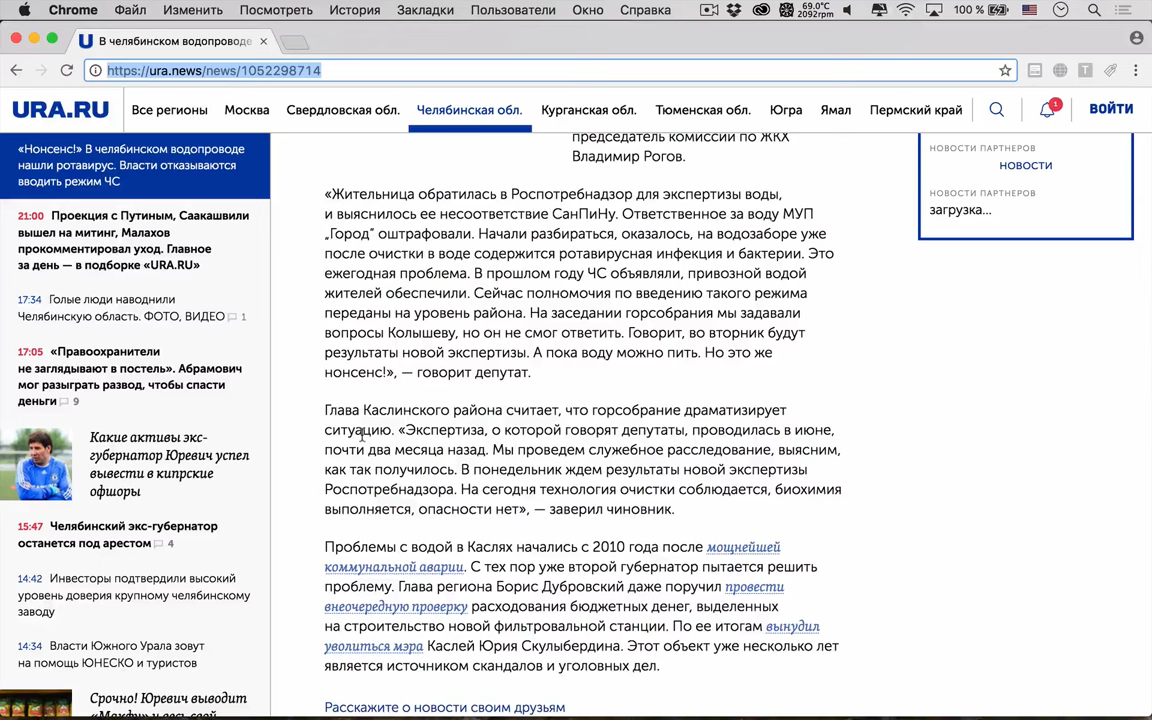 Chrome Файл Изменить Посмотреть История Закладки Пользователи Окно Справка 69.0°C 2092rpm 100 %
В челябинском водопроводе
https://ura.news/news/1052298714
URA.RU Все регионы Москва Свердловская обл. Челябинская обл. Курганская обл. Тюменская обл. Югра Ямал Пермский край 1 ВОЙТИ
«Нонсенс!» В челябинском водопроводе
нашли ротавирус. Власти отказываются
вводить режим ЧС
21:00 Проекция с Путиным, Саакашвили
вышел на митинг, Малахов
прокомментировал уход. Главное
за день — в подборке «URA.RU»
17:34 Голые люди наводнили
Челябинскую область. ФОТО, ВИДЕО 1
17:05 «Правоохранители
не заглядывают в постель». Абрамович
мог разыграть развод, чтобы спасти
деньги 9
Какие активы экс-
губернатор Юревич успел
вывести в кипрские
офшоры
15:47 Челябинский экс-губернатор
останется под арестом 4
14:42 Инвесторы подтвердили высокий
уровень доверия крупному челябинскому
заводу
14:34 Власти Южного Урала зовут
на помощь ЮНЕСКО и туристов
Срочно! Юревич выводит
«Макфу» и весь свой
председатель комиссии по ЖКХ
Владимир Рогов.
«Жительница обратилась в Роспотребнадзор для экспертизы воды,
и выяснилось ее несоответствие СанПиНу. Ответственное за воду МУП
„Город“ оштрафовали. Начали разбираться, оказалось, на водозаборе уже
после очистки в воде содержится ротавирусная инфекция и бактерии. Это
ежегодная проблема. В прошлом году ЧС объявляли, привозной водой
жителей обеспечили. Сейчас полномочия по введению такого режима
переданы на уровень района. На заседании горсобрания мы задавали
вопросы Колышеву, но он не смог ответить. Говорит, во вторник будут
результаты новой экспертизы. А пока воду можно пить. Но это же
нонсенс!», — говорит депутат.
Глава Каслинского района считает, что горсобрание драматизирует
ситуацию. «Экспертиза, о которой говорят депутаты, проводилась в июне,
почти два месяца назад. Мы проведем служебное расследование, выясним,
как так получилось. В понедельник ждем результаты новой экспертизы
Роспотребнадзора. На сегодня технология очистки соблюдается, биохимия
выполняется, опасности нет», — заверил чиновник.
Проблемы с водой в Каслях начались с 2010 года после мощнейшей
коммунальной аварии. С тех пор уже второй губернатор пытается решить
проблему. Глава региона Борис Дубровский даже поручил провести
внеочередную проверку расходования бюджетных денег, выделенных
на строительство новой фильтровальной станции. По ее итогам вынудил
уволиться мэра Каслей Юрия Скулыбердина. Этот объект уже несколько лет
является источником скандалов и уголовных дел.
Расскажите о новости своим друзьям
НОВОСТИ ПАРТНЕРОВ
НОВОСТИ
НОВОСТИ ПАРТНЕРОВ
загрузка...